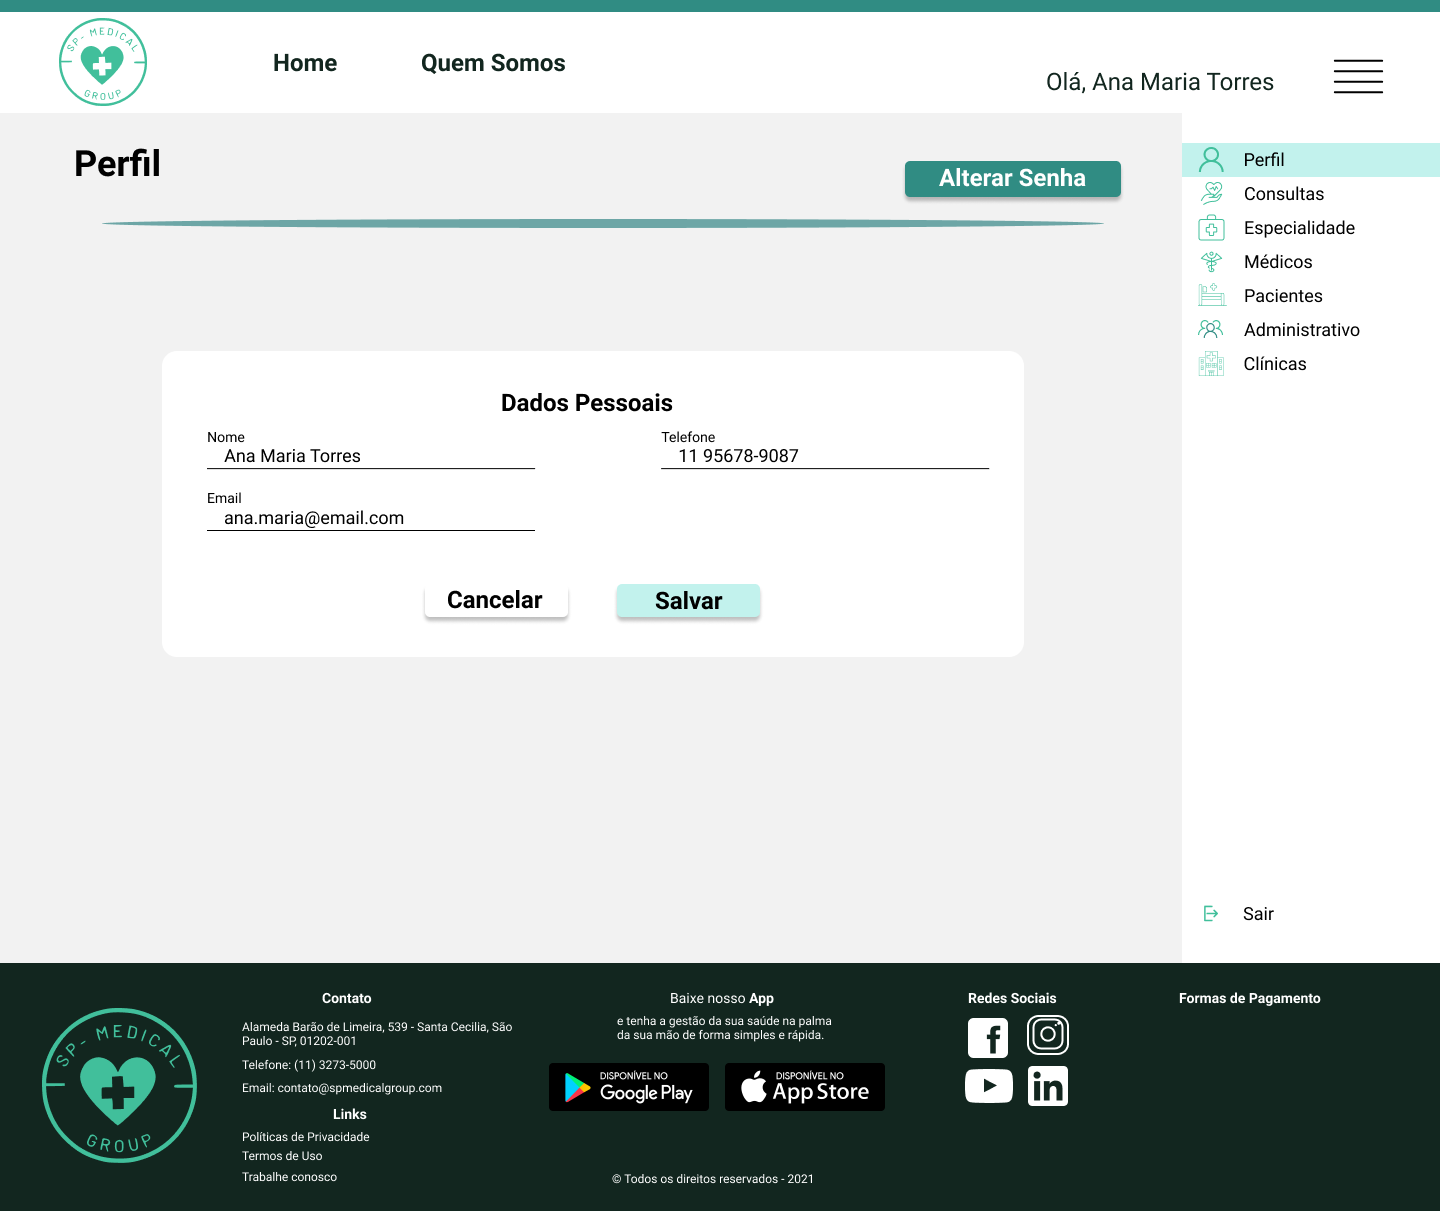 SP- MEDICAL
GROUP
Home
Quem Somos
Olá, Ana Maria Torres
Perfil
Alterar Senha
Perfil
Consultas
Especialidade
Médicos
Pacientes
Administrativo
Clínicas
Dados Pessoais
Nome
Ana Maria Torres
Telefone
11 95678-9087
Email
ana.maria@email.com
Cancelar
Salvar
Sair
SP- MEDICAL
GROUP
Contato
Alameda Barão de Limeira, 539 - Santa Cecilia, São
Paulo - SP, 01202-001
Telefone: (11) 3273-5000
Email: contato@spmedicalgroup.com
Links
Políticas de Privacidade
Termos de Uso
Trabalhe conosco
Baixe nosso App
e tenha a gestão da sua saúde na palma
da sua mão de forma simples e rápida.
DISPONÍVEL NO
Google Play
DISPONÍVEL NO
App Store
© Todos os direitos reservados - 2021
Redes Sociais
Formas de Pagamento